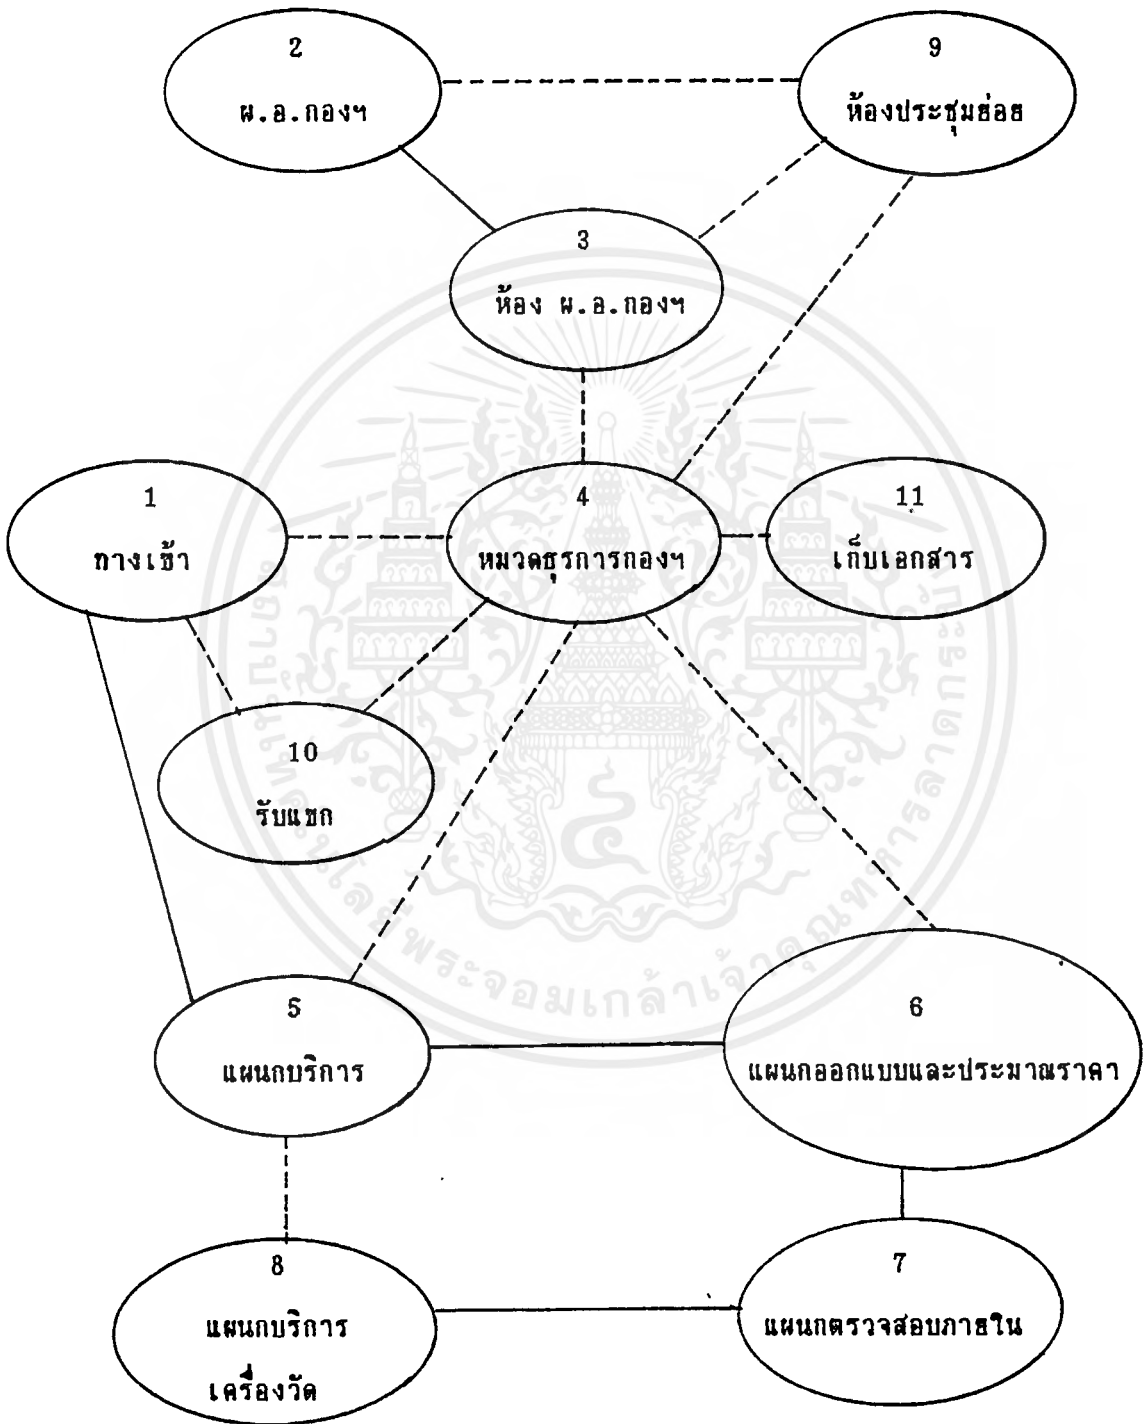 2
ผ.อ.กองฯ
9
ห้องประชุมย่อย
3
ห้อง ผ.อ.กองฯ
1
ทางเข้า
4
หมวดธุรการกองฯ
11
เก็บเอกสาร
10
รับแขก
5
แผนกบริการ
6
แผนกออกแบบและประมาณราคา
8
แผนกบริการ
เครื่องวัด
7
แผนกตรวจสอบภายใน